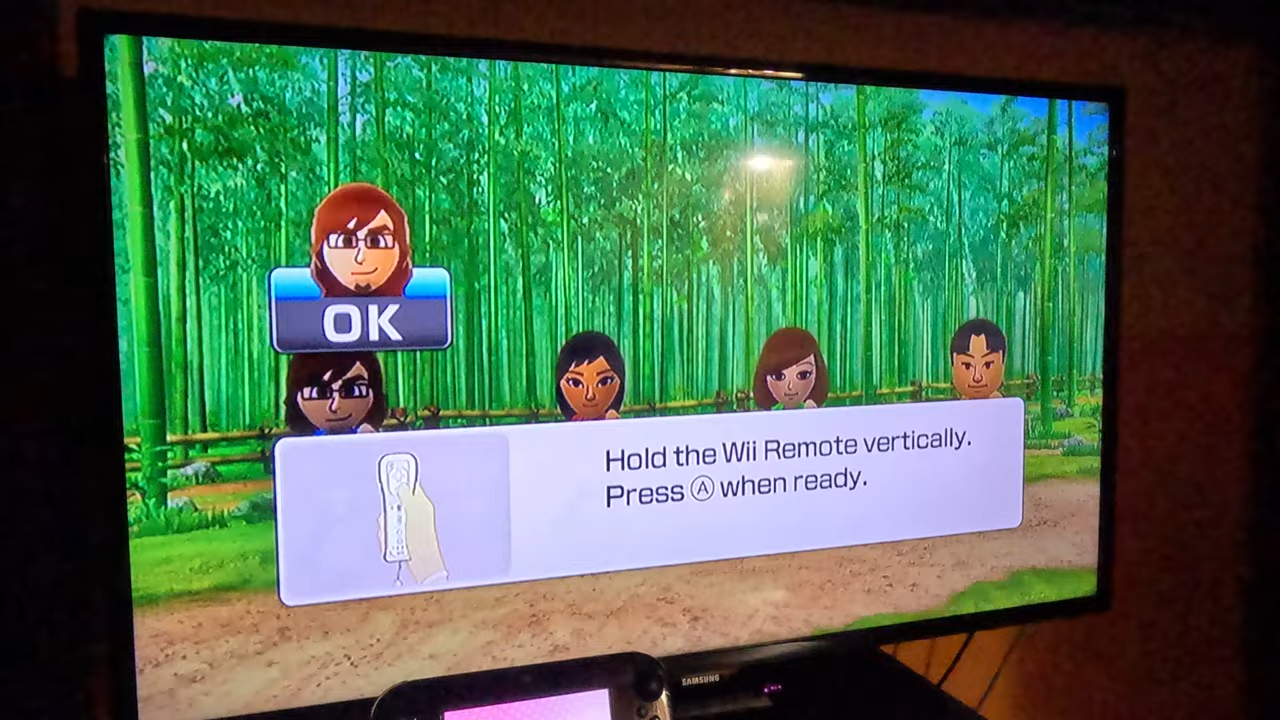 OK
Hold the Wii Remote vertically.
Press Ⓐ when ready.
SAMSUNG